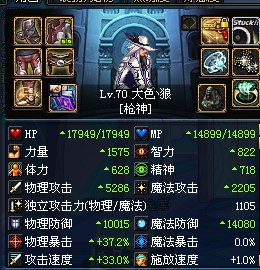 Stuck!!
Lv.70 大色·狼
[枪神]
HP 17949/17949 MP 14899/14899
力量 1575 智力 822
体力 628 精神 718
物理攻击 5286 魔法攻击 2205
独立攻击力(物理/魔法) 1105
物理防御 10015 魔法防御 14080
物理暴击 +37.2% 魔法暴击 0.0%
攻击速度 +33.0% 施放速度 +1.0%